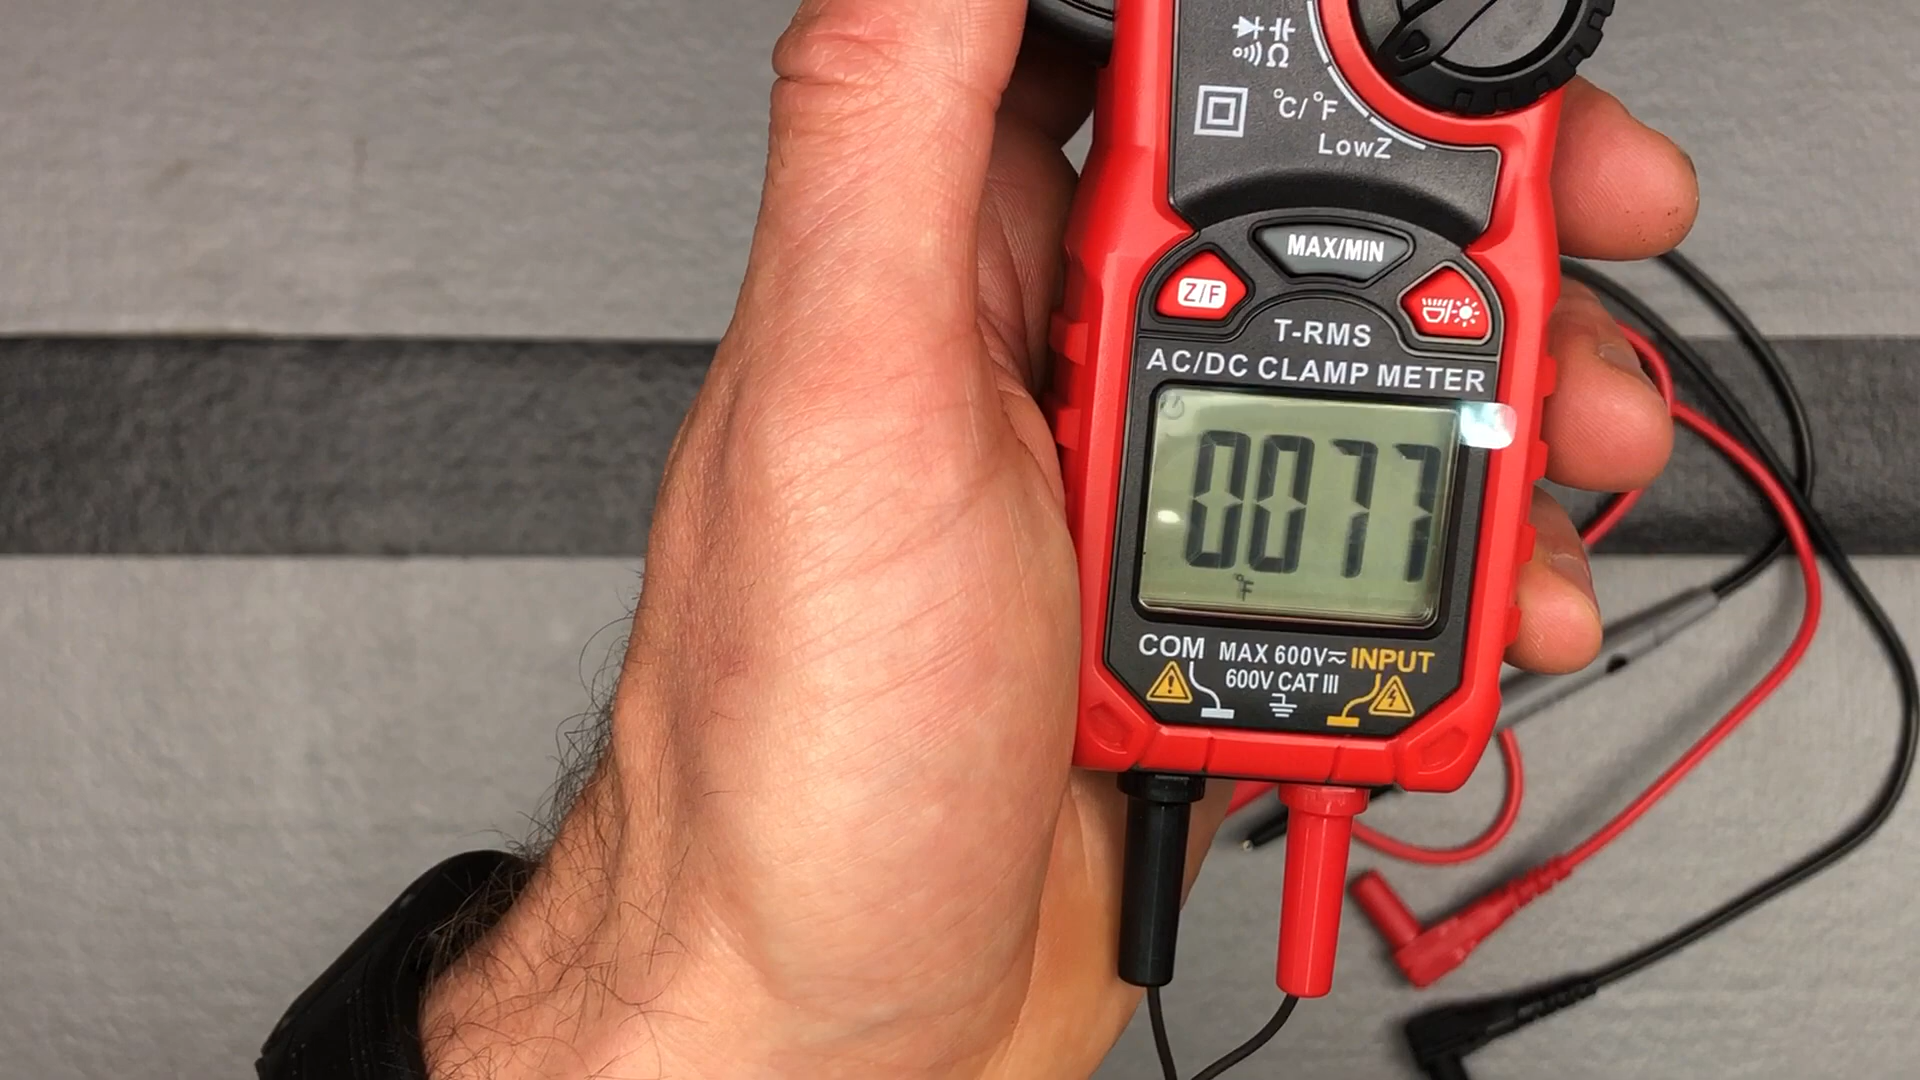 Ω
°C/°F
LowZ
MAX/MIN
Z/F
T-RMS
AC/DC CLAMP METER
0077
°F
COM MAX 600V⎓ INPUT
600V CAT III